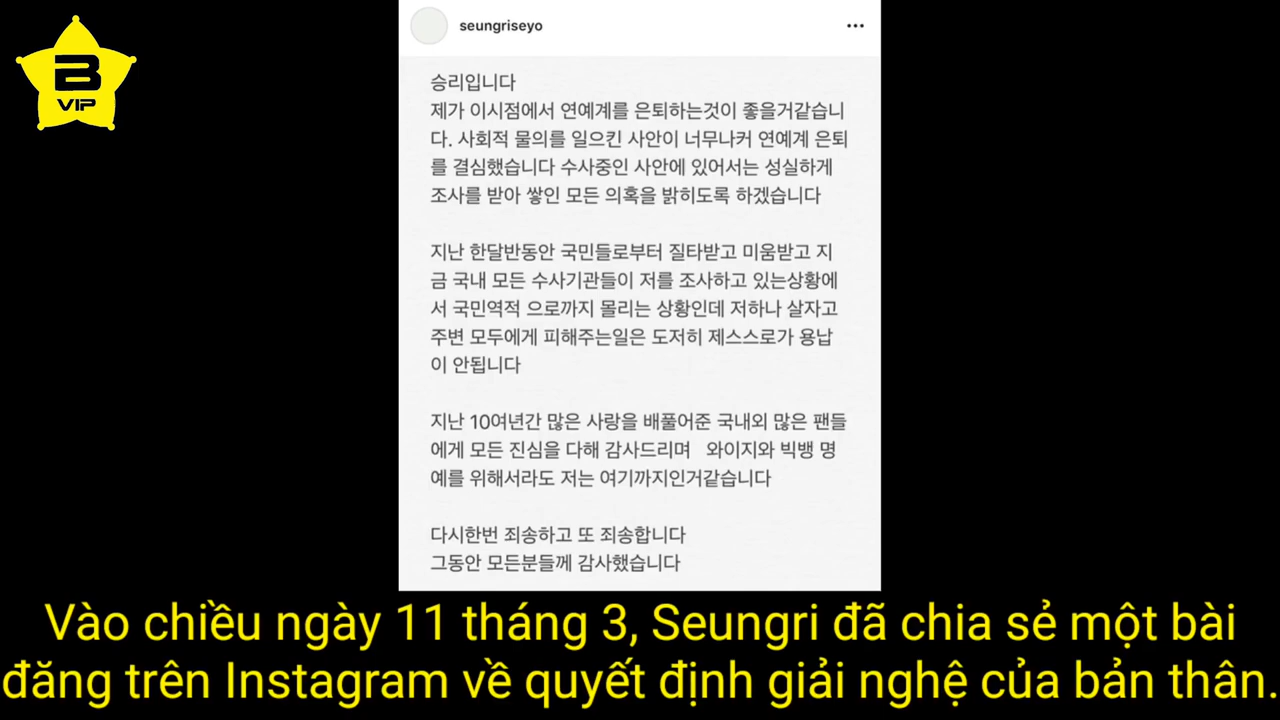 B
VIP
seungriseyo
승리입니다
제가 이시점에서 연예계를 은퇴하는것이 좋을거같습니
다. 사회적 물의를 일으킨 사안이 너무나커 연예계 은퇴
를 결심했습니다 수사중인 사안에 있어서는 성실하게
조사를 받아 쌓인 모든 의혹을 밝히도록 하겠습니다
지난 한달반동안 국민들로부터 질타받고 미움받고 지
금 국내 모든 수사기관들이 저를 조사하고 있는상황에
서 국민역적 으로까지 몰리는 상황인데 저하나 살자고
주변 모두에게 피해주는일은 도저히 제스스로가 용납
이 안됩니다
지난 10여년간 많은 사랑을 배풀어준 국내외 많은 팬들
에게 모든 진심을 다해 감사드리며 와이지와 빅뱅 명
예를 위해서라도 저는 여기까지인거같습니다
다시한번 죄송하고 또 죄송합니다
그동안 모든분들께 감사했습니다
Vào chiều ngày 11 tháng 3, Seungri đã chia sẻ một bài
đăng trên Instagram về quyết định giải nghệ của bản thân.